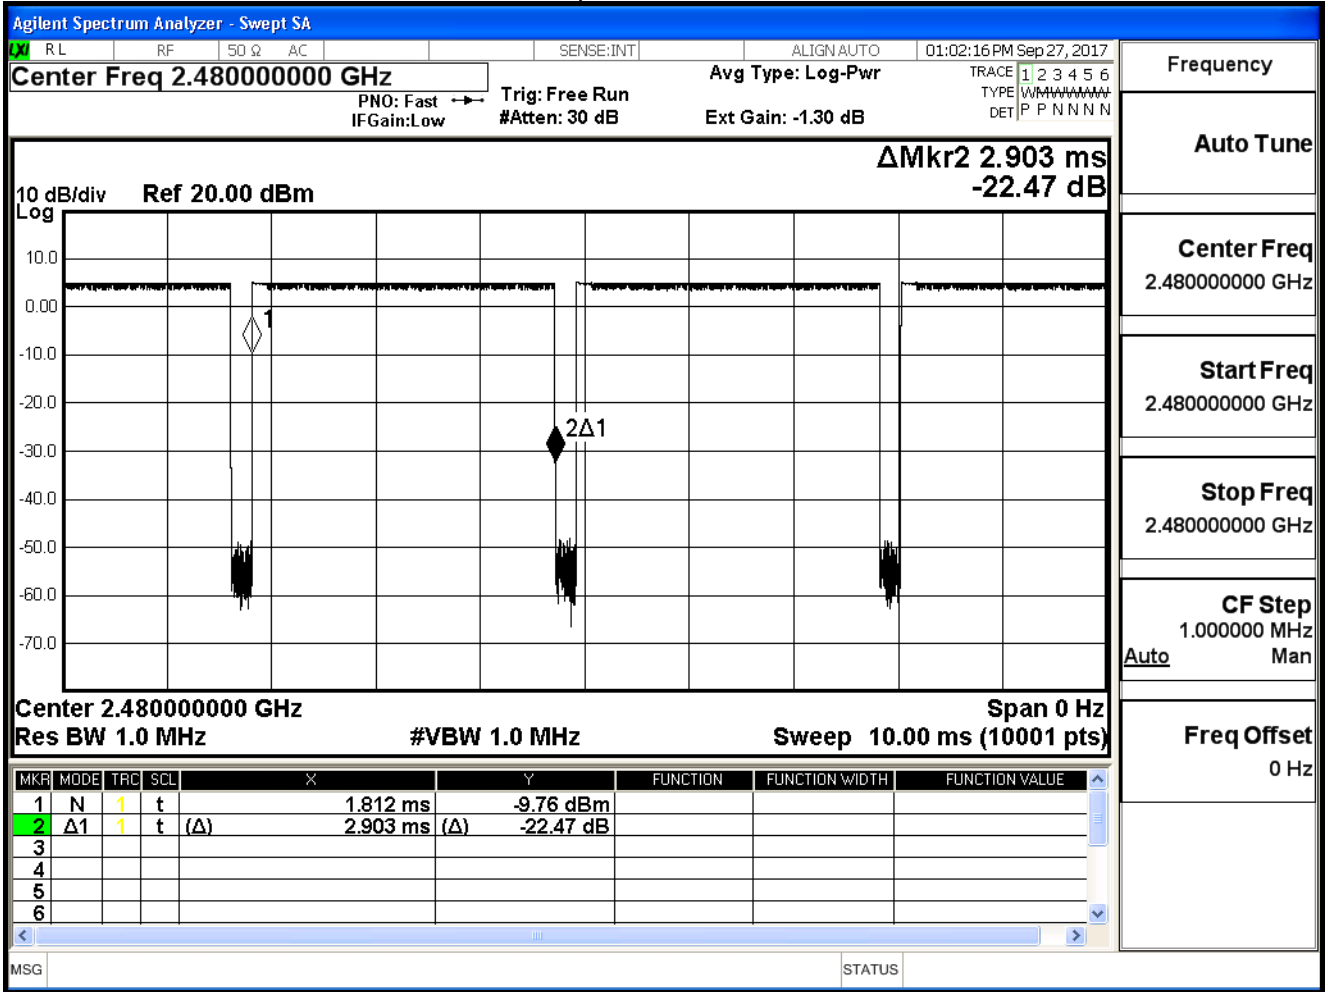 Agilent Spectrum Analyzer - Swept SA
LXI RL RF 50 Ω AC SENSE:INT ALIGN AUTO 01:02:16 PM Sep 27, 2017
Center Freq 2.480000000 GHz
PNO: Fast
IFGain:Low
Trig: Free Run
#Atten: 30 dB
Avg Type: Log-Pwr
Ext Gain: -1.30 dB
TRACE 1 2 3 4 5 6
TYPE WMWWWW
DET P P N N N N
ΔMkr2 2.903 ms
-22.47 dB
10 dB/div Ref 20.00 dBm
Log
10.0
0.00
-10.0
-20.0
-30.0
-40.0
-50.0
-60.0
-70.0
1
2Δ1
Center 2.480000000 GHz Span 0 Hz
Res BW 1.0 MHz #VBW 1.0 MHz Sweep 10.00 ms (10001 pts)
MKR MODE TRC SCL X Y FUNCTION FUNCTION WIDTH FUNCTION VALUE
1 N 1 t 1.812 ms -9.76 dBm
2 Δ1 1 t (Δ) 2.903 ms (Δ) -22.47 dB
3
4
5
6
MSG STATUS
Frequency
Auto Tune
Center Freq
2.480000000 GHz
Start Freq
2.480000000 GHz
Stop Freq
2.480000000 GHz
CF Step
1.000000 MHz
Auto Man
Freq Offset
0 Hz